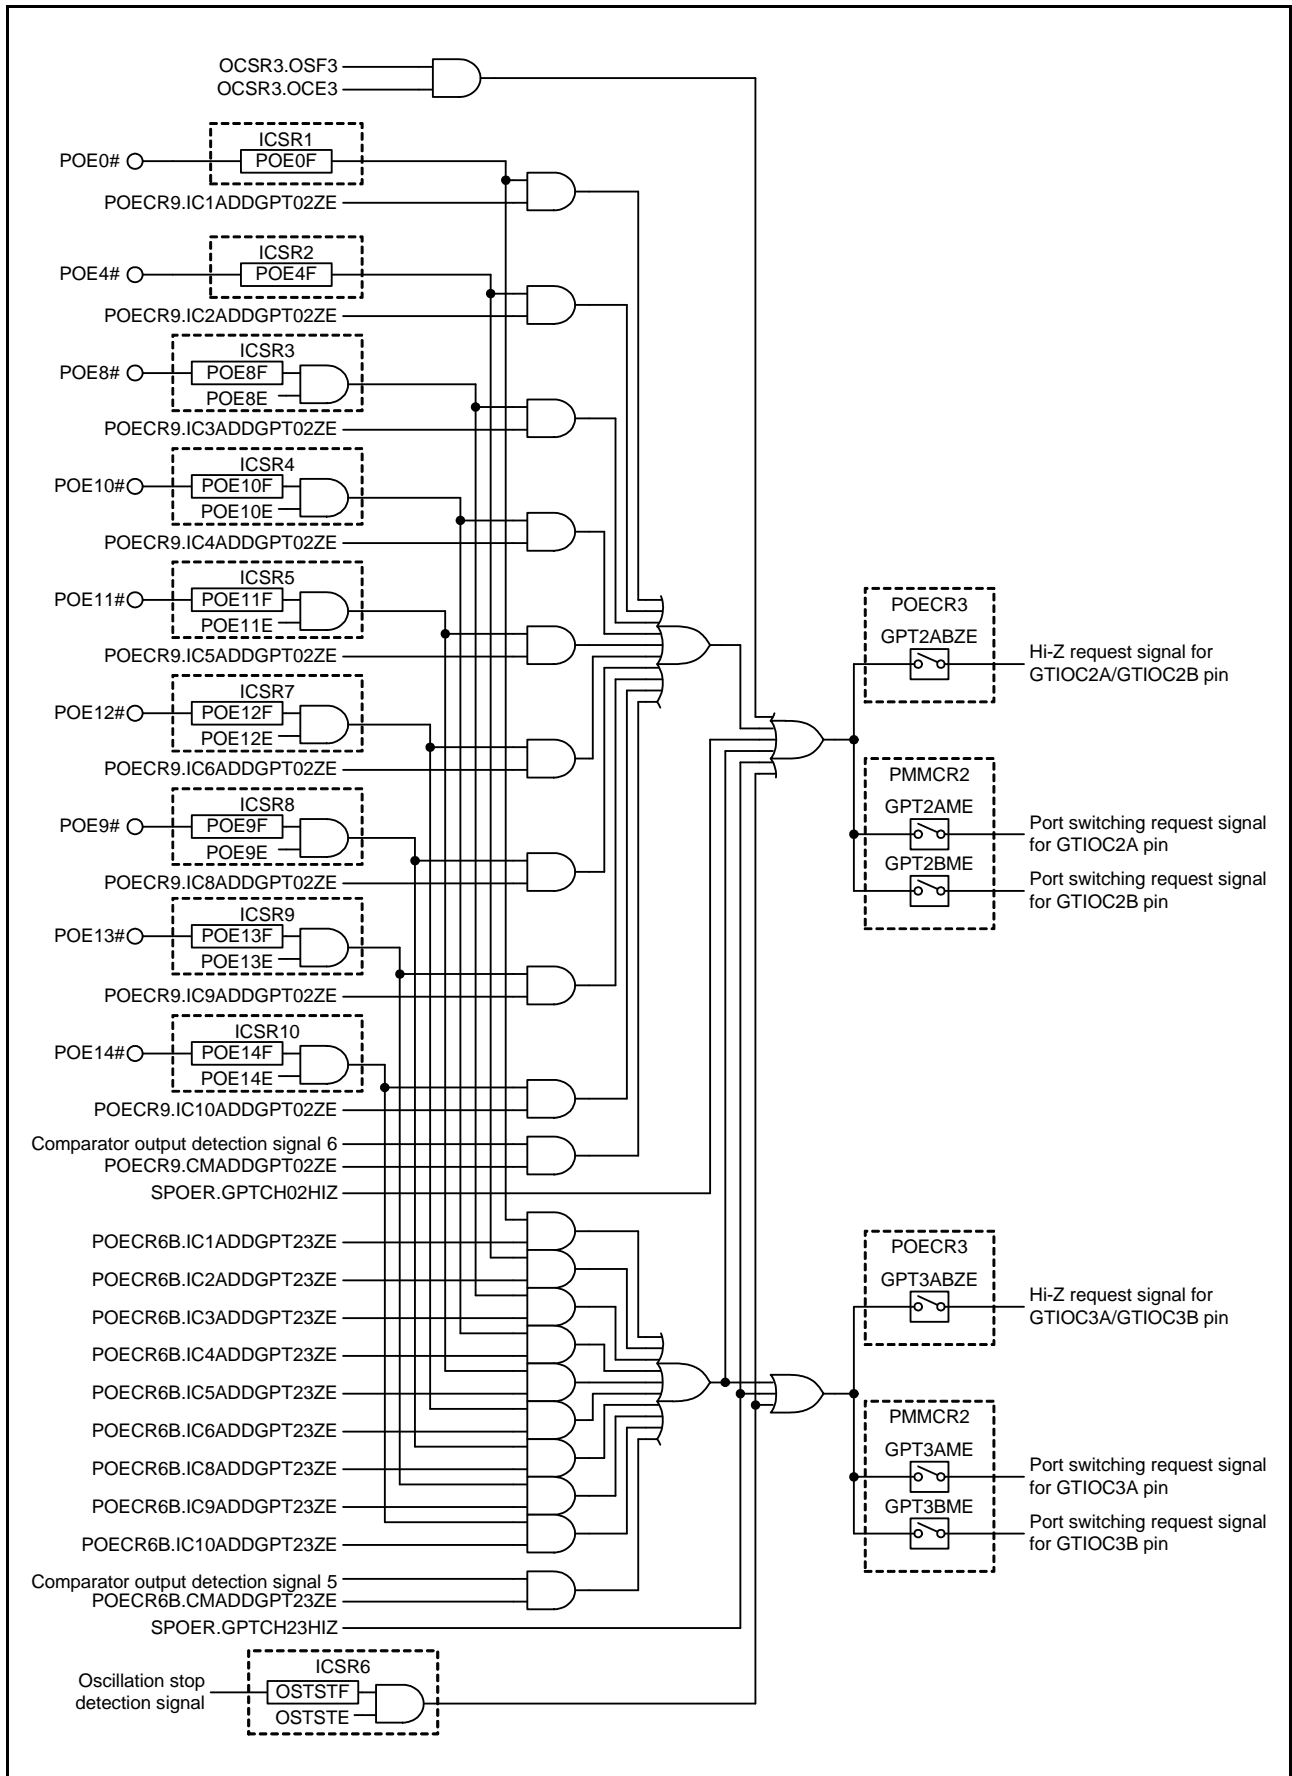 OCSR3.OSF3
OCSR3.OCE3
ICSR1
POE0#
POE0F
POECR9.IC1ADDGPT02ZE
ICSR2
POE4#
POE4F
POECR9.IC2ADDGPT02ZE
ICSR3
POE8#
POE8F
POE8E
POECR9.IC3ADDGPT02ZE
ICSR4
POE10#
POE10F
POE10E
POECR9.IC4ADDGPT02ZE
ICSR5
POE11#
POE11F
POE11E
POECR9.IC5ADDGPT02ZE
ICSR7
POE12#
POE12F
POE12E
POECR9.IC6ADDGPT02ZE
ICSR8
POE9#
POE9F
POE9E
POECR9.IC8ADDGPT02ZE
ICSR9
POE13#
POE13F
POE13E
POECR9.IC9ADDGPT02ZE
ICSR10
POE14#
POE14F
POE14E
POECR9.IC10ADDGPT02ZE
Comparator output detection signal 6
POECR9.CMADDGPT02ZE
SPOER.GPTCH02HIZ
POECR3
GPT2ABZE
Hi-Z request signal for
GTIOC2A/GTIOC2B pin
PMMCR2
GPT2AME
Port switching request signal
for GTIOC2A pin
GPT2BME
Port switching request signal
for GTIOC2B pin
POECR6B.IC1ADDGPT23ZE
POECR6B.IC2ADDGPT23ZE
POECR6B.IC3ADDGPT23ZE
POECR6B.IC4ADDGPT23ZE
POECR6B.IC5ADDGPT23ZE
POECR6B.IC6ADDGPT23ZE
POECR6B.IC8ADDGPT23ZE
POECR6B.IC9ADDGPT23ZE
POECR6B.IC10ADDGPT23ZE
Comparator output detection signal 5
POECR6B.CMADDGPT23ZE
SPOER.GPTCH23HIZ
POECR3
GPT3ABZE
Hi-Z request signal for
GTIOC3A/GTIOC3B pin
PMMCR2
GPT3AME
Port switching request signal
for GTIOC3A pin
GPT3BME
Port switching request signal
for GTIOC3B pin
ICSR6
Oscillation stop
detection signal
OSTSTF
OSTSTE